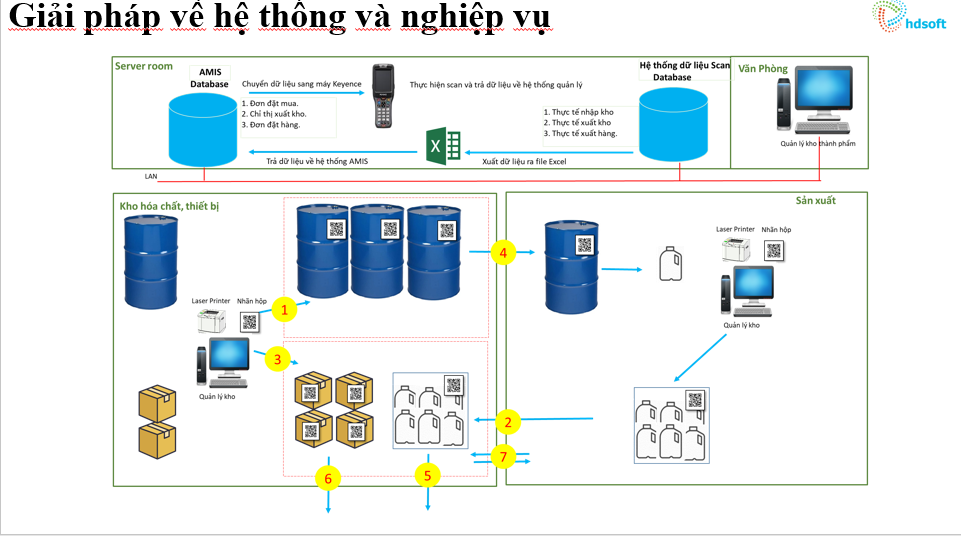 Giải pháp về hệ thống và nghiệp vụ
hdsoft
Server room
AMIS
Database
Chuyển dữ liệu sang máy Keyence
1. Đơn đặt mua.
2. Chỉ thị xuất kho.
3. Đơn đặt hàng.
Thực hiện scan và trả dữ liệu về hệ thống quản lý
Hệ thống dữ liệu Scan
Database
1. Thực tế nhập kho
2. Thực tế xuất kho
3. Thực tế xuất hàng.
X
Trả dữ liệu về hệ thống AMIS
Xuất dữ liệu ra file Excel
Văn Phòng
Quản lý kho thành phẩm
LAN
Kho hóa chất, thiết bị
Laser Printer
Nhãn hộp
Quản lý kho
1
3
4
2
7
6
5
Sản xuất
Laser Printer
Nhãn hộp
Quản lý kho